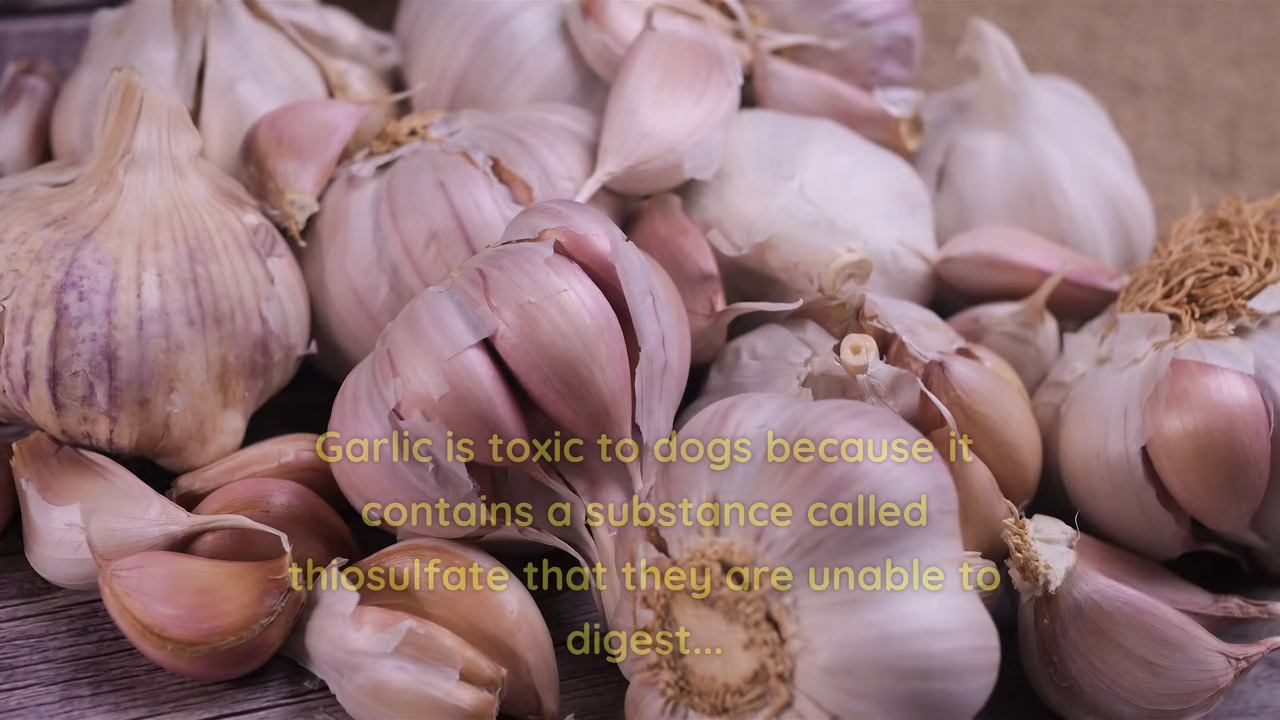 Garlic is toxic to dogs because it
contains a substance called
thiosulfate that they are unable to
digest...